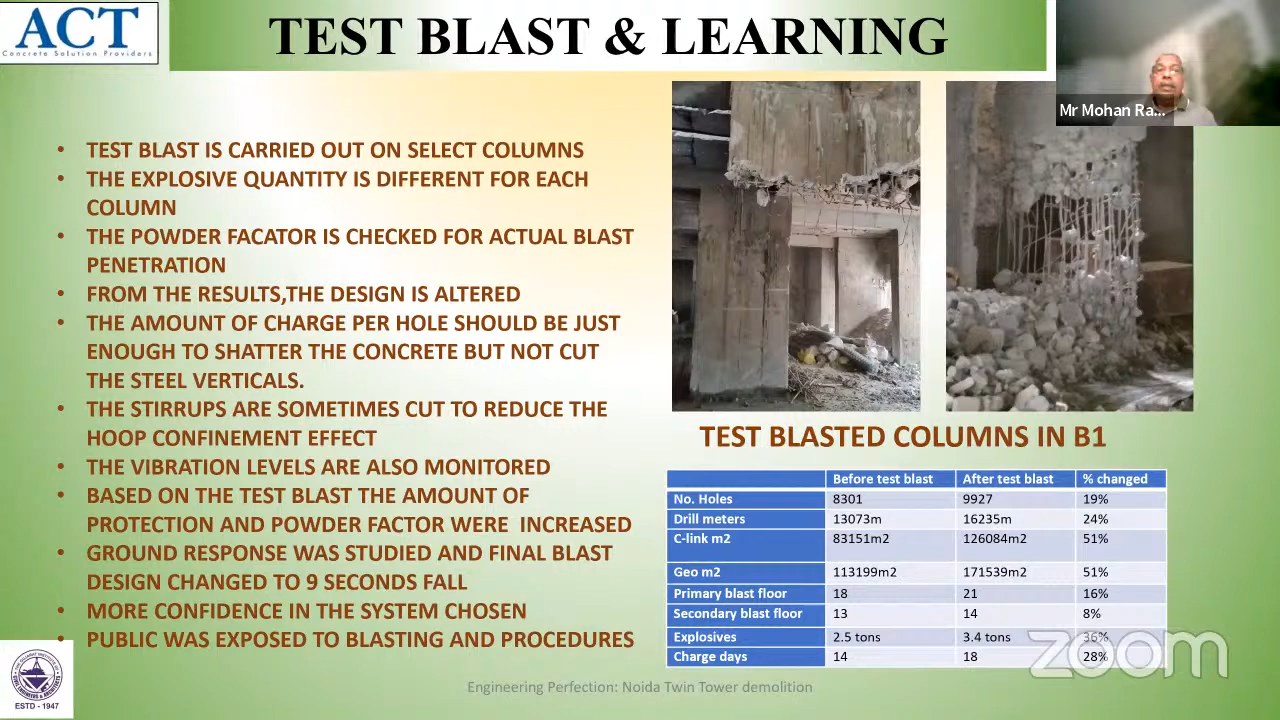 ACT
Concrete Solution Providers
TEST BLAST & LEARNING
Mr Mohan Ra...
• TEST BLAST IS CARRIED OUT ON SELECT COLUMNS
• THE EXPLOSIVE QUANTITY IS DIFFERENT FOR EACH
COLUMN
• THE POWDER FACATOR IS CHECKED FOR ACTUAL BLAST
PENETRATION
• FROM THE RESULTS,THE DESIGN IS ALTERED
• THE AMOUNT OF CHARGE PER HOLE SHOULD BE JUST
ENOUGH TO SHATTER THE CONCRETE BUT NOT CUT
THE STEEL VERTICALS.
• THE STIRRUPS ARE SOMETIMES CUT TO REDUCE THE
HOOP CONFINEMENT EFFECT
• THE VIBRATION LEVELS ARE ALSO MONITORED
• BASED ON THE TEST BLAST THE AMOUNT OF
PROTECTION AND POWDER FACTOR WERE INCREASED
• GROUND RESPONSE WAS STUDIED AND FINAL BLAST
DESIGN CHANGED TO 9 SECONDS FALL
• MORE CONFIDENCE IN THE SYSTEM CHOSEN
• PUBLIC WAS EXPOSED TO BLASTING AND PROCEDURES
TEST BLASTED COLUMNS IN B1
Before test blast After test blast % changed
No. Holes 8301 9927 19%
Drill meters 13073m 16235m 24%
C-link m2 83151m2 126084m2 51%
Geo m2 113199m2 171539m2 51%
Primary blast floor 18 21 16%
Secondary blast floor 13 14 8%
Explosives 2.5 tons 3.4 tons 36%
Charge days 14 18 28%
zoom
ESTD - 1947
Engineering Perfection: Noida Twin Tower demolition